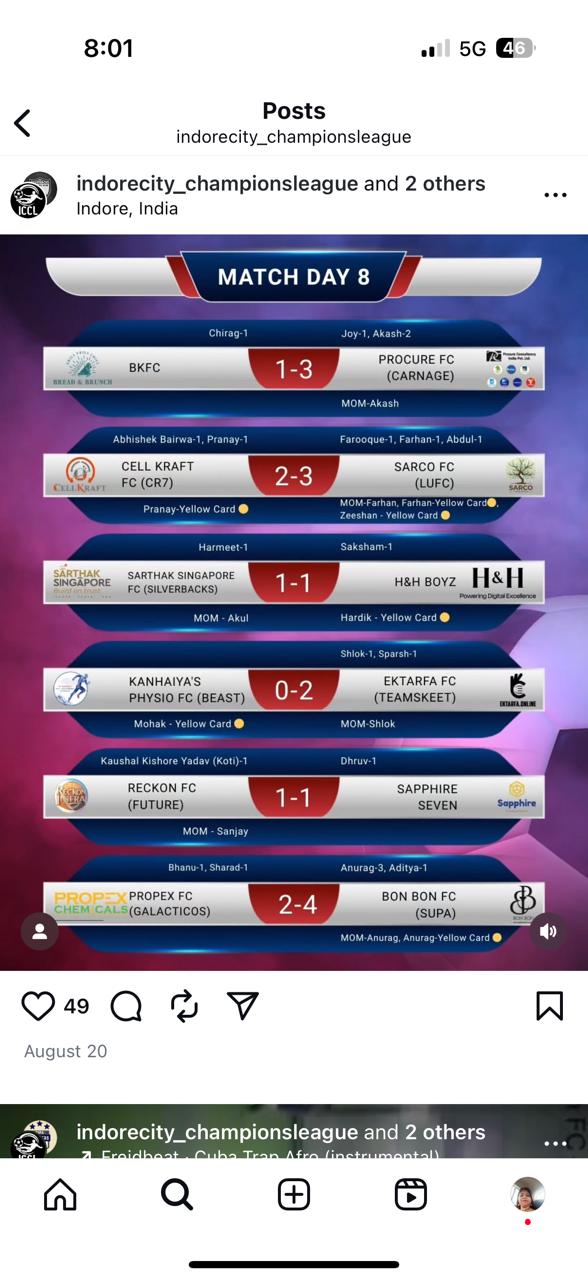 8:01
5G 46
Posts
indorecity_championsleague
indorecity_championsleague and 2 others
Indore, India
ICCL
MATCH DAY 8
Chirag-1
Joy-1, Akash-2
BREAD & BRUNCH
BKFC
1-3
PROCURE FC
(CARNAGE)
MOM-Akash
Abhishek Bairwa-1, Pranay-1
Farooque-1, Farhan-1, Abdul-1
CELLKRAFT
CELL KRAFT
FC (CR7)
2-3
SARCO FC
(LUFC)
SARCO
Pranay-Yellow Card
MOM-Farhan, Farhan-Yellow Card,
Zeeshan - Yellow Card
Harmeet-1
Saksham-1
SARTHAK
SINGAPORE
Build on trust
SARTHAK SINGAPORE
FC (SILVERBACKS)
1-1
H&H BOYZ
H&H
Powering Digital Excellence
MOM - Akul
Hardik - Yellow Card
Shlok-1, Sparsh-1
KANHAIYA'S
PHYSIO FC (BEAST)
0-2
EKTARFA FC
(TEAMSKEET)
EKTARFA.ONLINE
Mohak - Yellow Card
MOM-Shlok
Kaushal Kishore Yadav (Koti)-1
Dhruv-1
RECKON FC
(FUTURE)
1-1
SAPPHIRE
SEVEN
Sapphire
MOM - Sanjay
Bhanu-1, Sharad-1
Anurag-3, Aditya-1
PROPEX
CHEMICALS
PROPEX FC
(GALACTICOS)
2-4
BON BON FC
(SUPA)
MOM-Anurag, Anurag-Yellow Card
49
August 20
indorecity_championsleague and 2 others
Freidbeat · Cuba Trap Afro (instrumental)